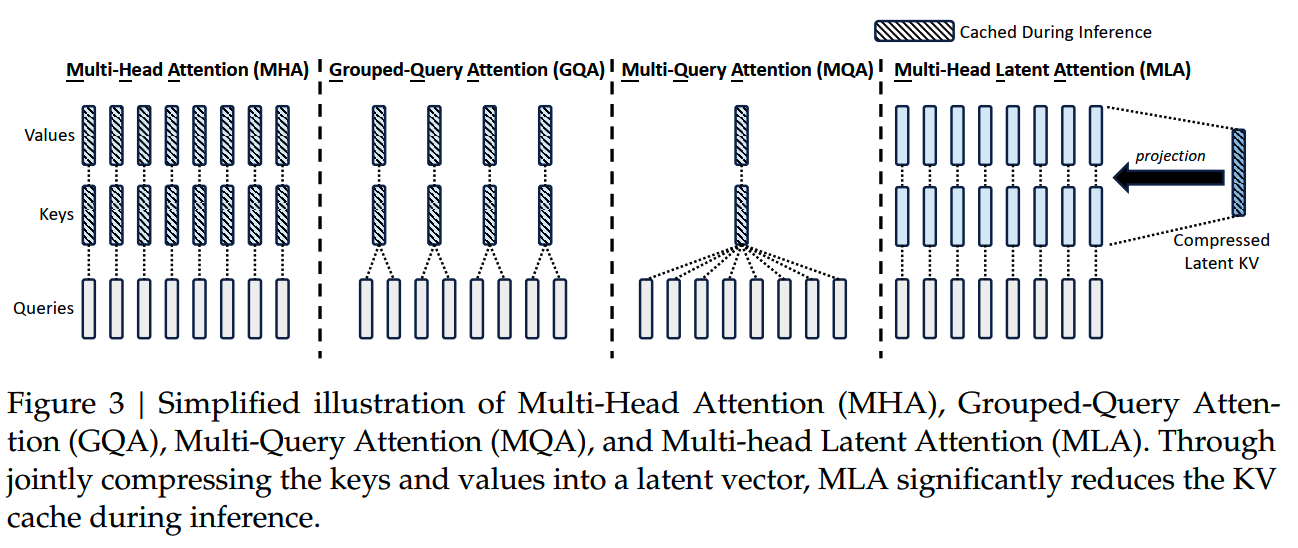 Cached During Inference
Multi-Head Attention (MHA)
Grouped-Query Attention (GQA)
Multi-Query Attention (MQA)
Multi-Head Latent Attention (MLA)
Values
Keys
Queries
projection
Compressed
Latent KV
Figure 3 | Simplified illustration of Multi-Head Attention (MHA), Grouped-Query Atten-
tion (GQA), Multi-Query Attention (MQA), and Multi-head Latent Attention (MLA). Through
jointly compressing the keys and values into a latent vector, MLA significantly reduces the KV
cache during inference.